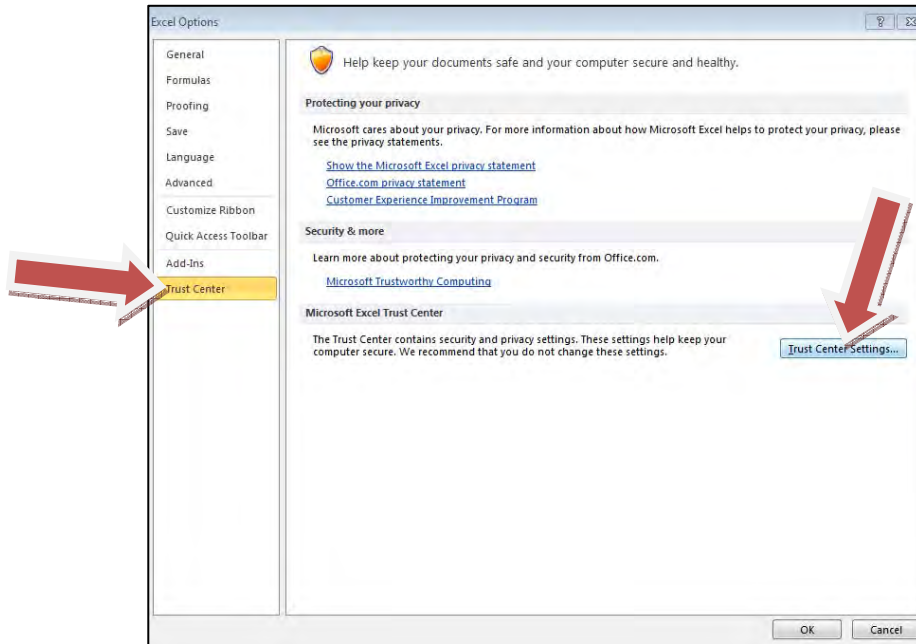 Excel Options
General
Formulas
Proofing
Save
Language
Advanced
Customize Ribbon
Quick Access Toolbar
Add-Ins
Trust Center
Help keep your documents safe and your computer secure and healthy.
Protecting your privacy
Microsoft cares about your privacy. For more information about how Microsoft Excel helps to protect your privacy, please
see the privacy statements.
Show the Microsoft Excel privacy statement
Office.com privacy statement
Customer Experience Improvement Program
Security & more
Learn more about protecting your privacy and security from Office.com.
Microsoft Trustworthy Computing
Microsoft Excel Trust Center
The Trust Center contains security and privacy settings. These settings help keep your
computer secure. We recommend that you do not change these settings.
Trust Center Settings...
OK
Cancel